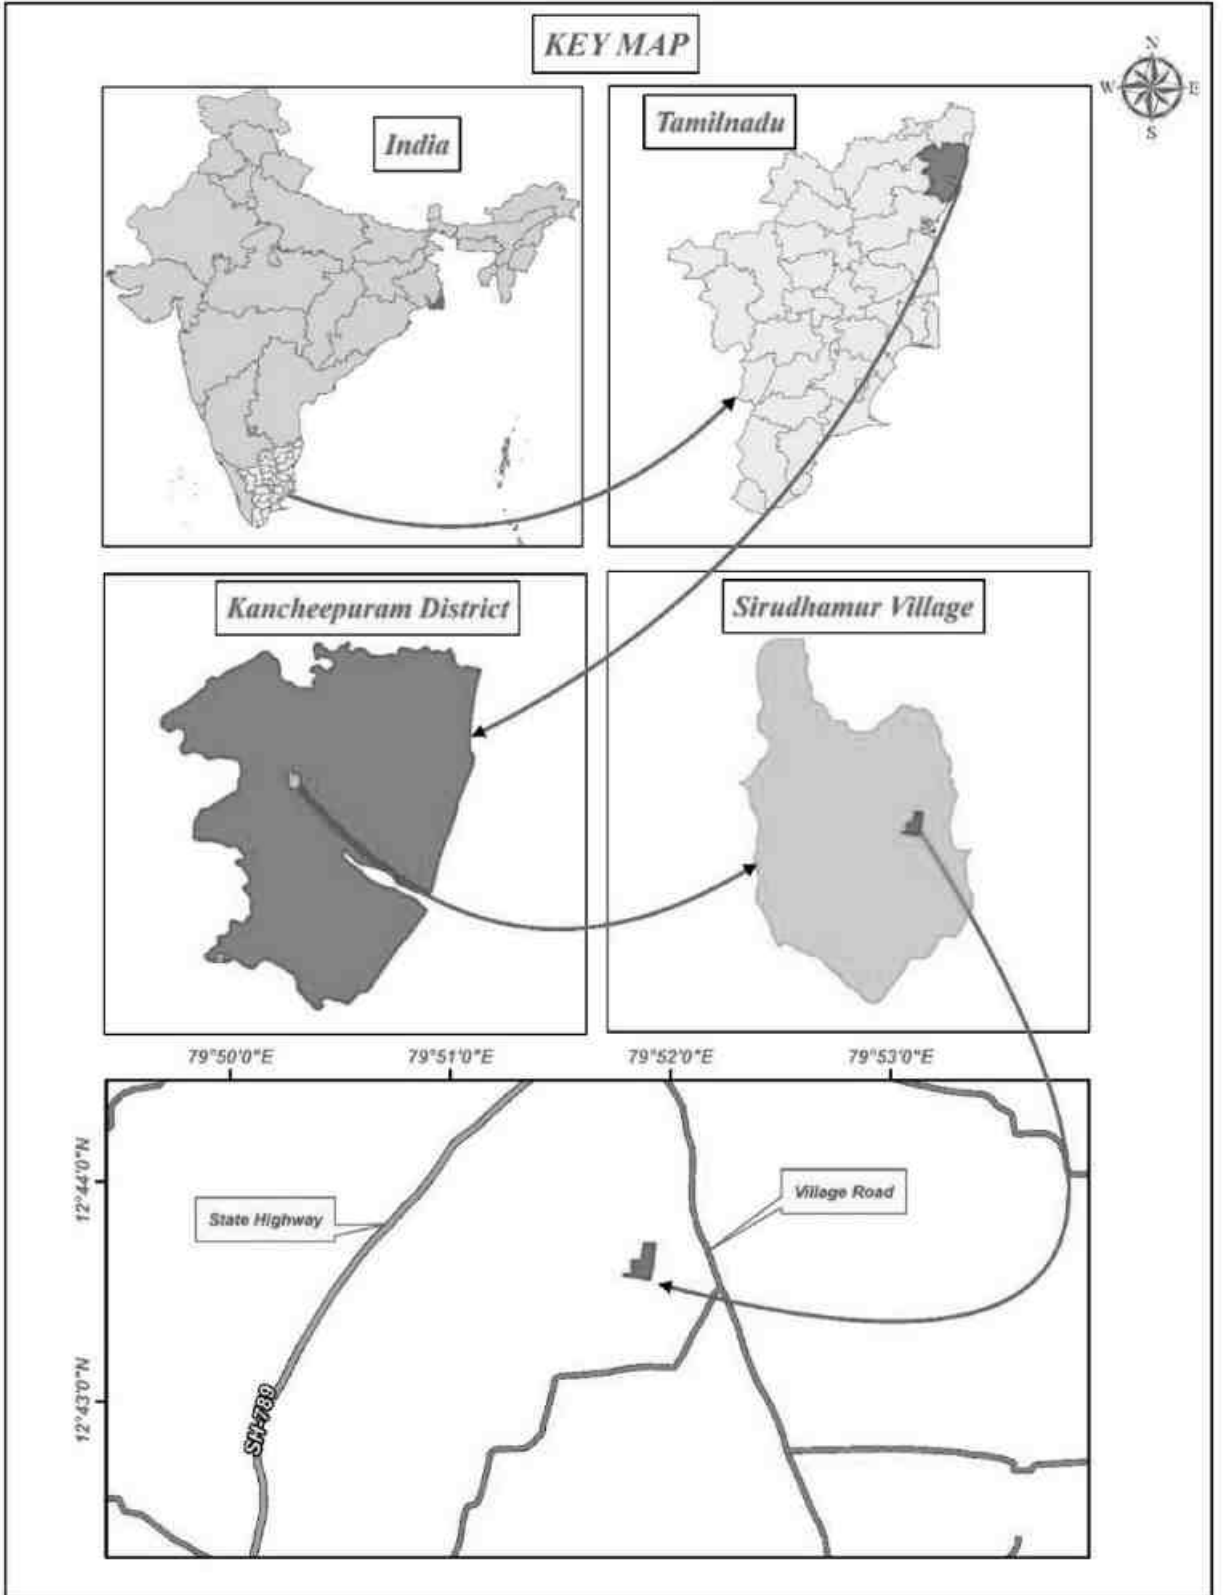 KEY MAP
N
W E
S
India
Tamilnadu
Kancheepuram District
Sirudhamur Village
79°50'0"E 79°51'0"E 79°52'0"E 79°53'0"E
12°44'0"N
State Highway
Village Road
12°43'0"N
SH-789